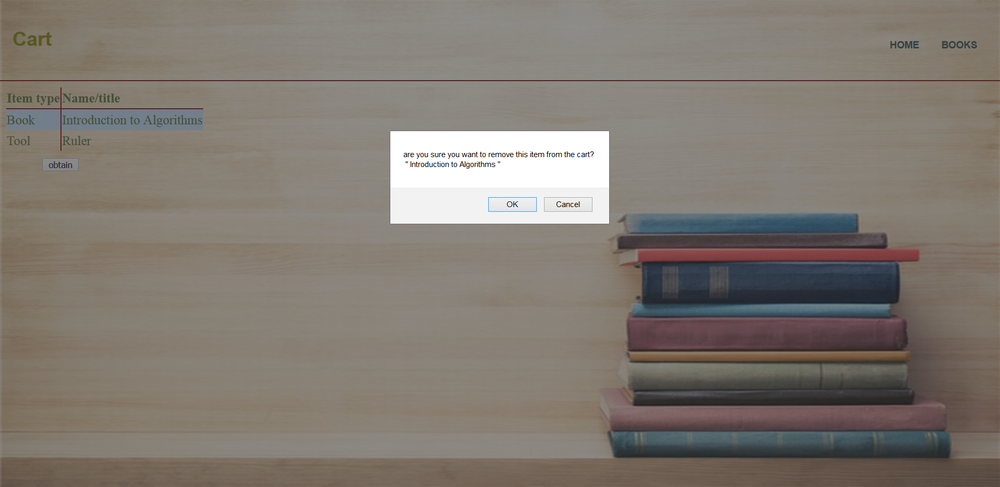 Cart
HOME BOOKS
Item type Name/title
Book Introduction to Algorithms
Tool Ruler
obtain
are you sure you want to remove this item from the cart?
" Introduction to Algorithms "
OK Cancel